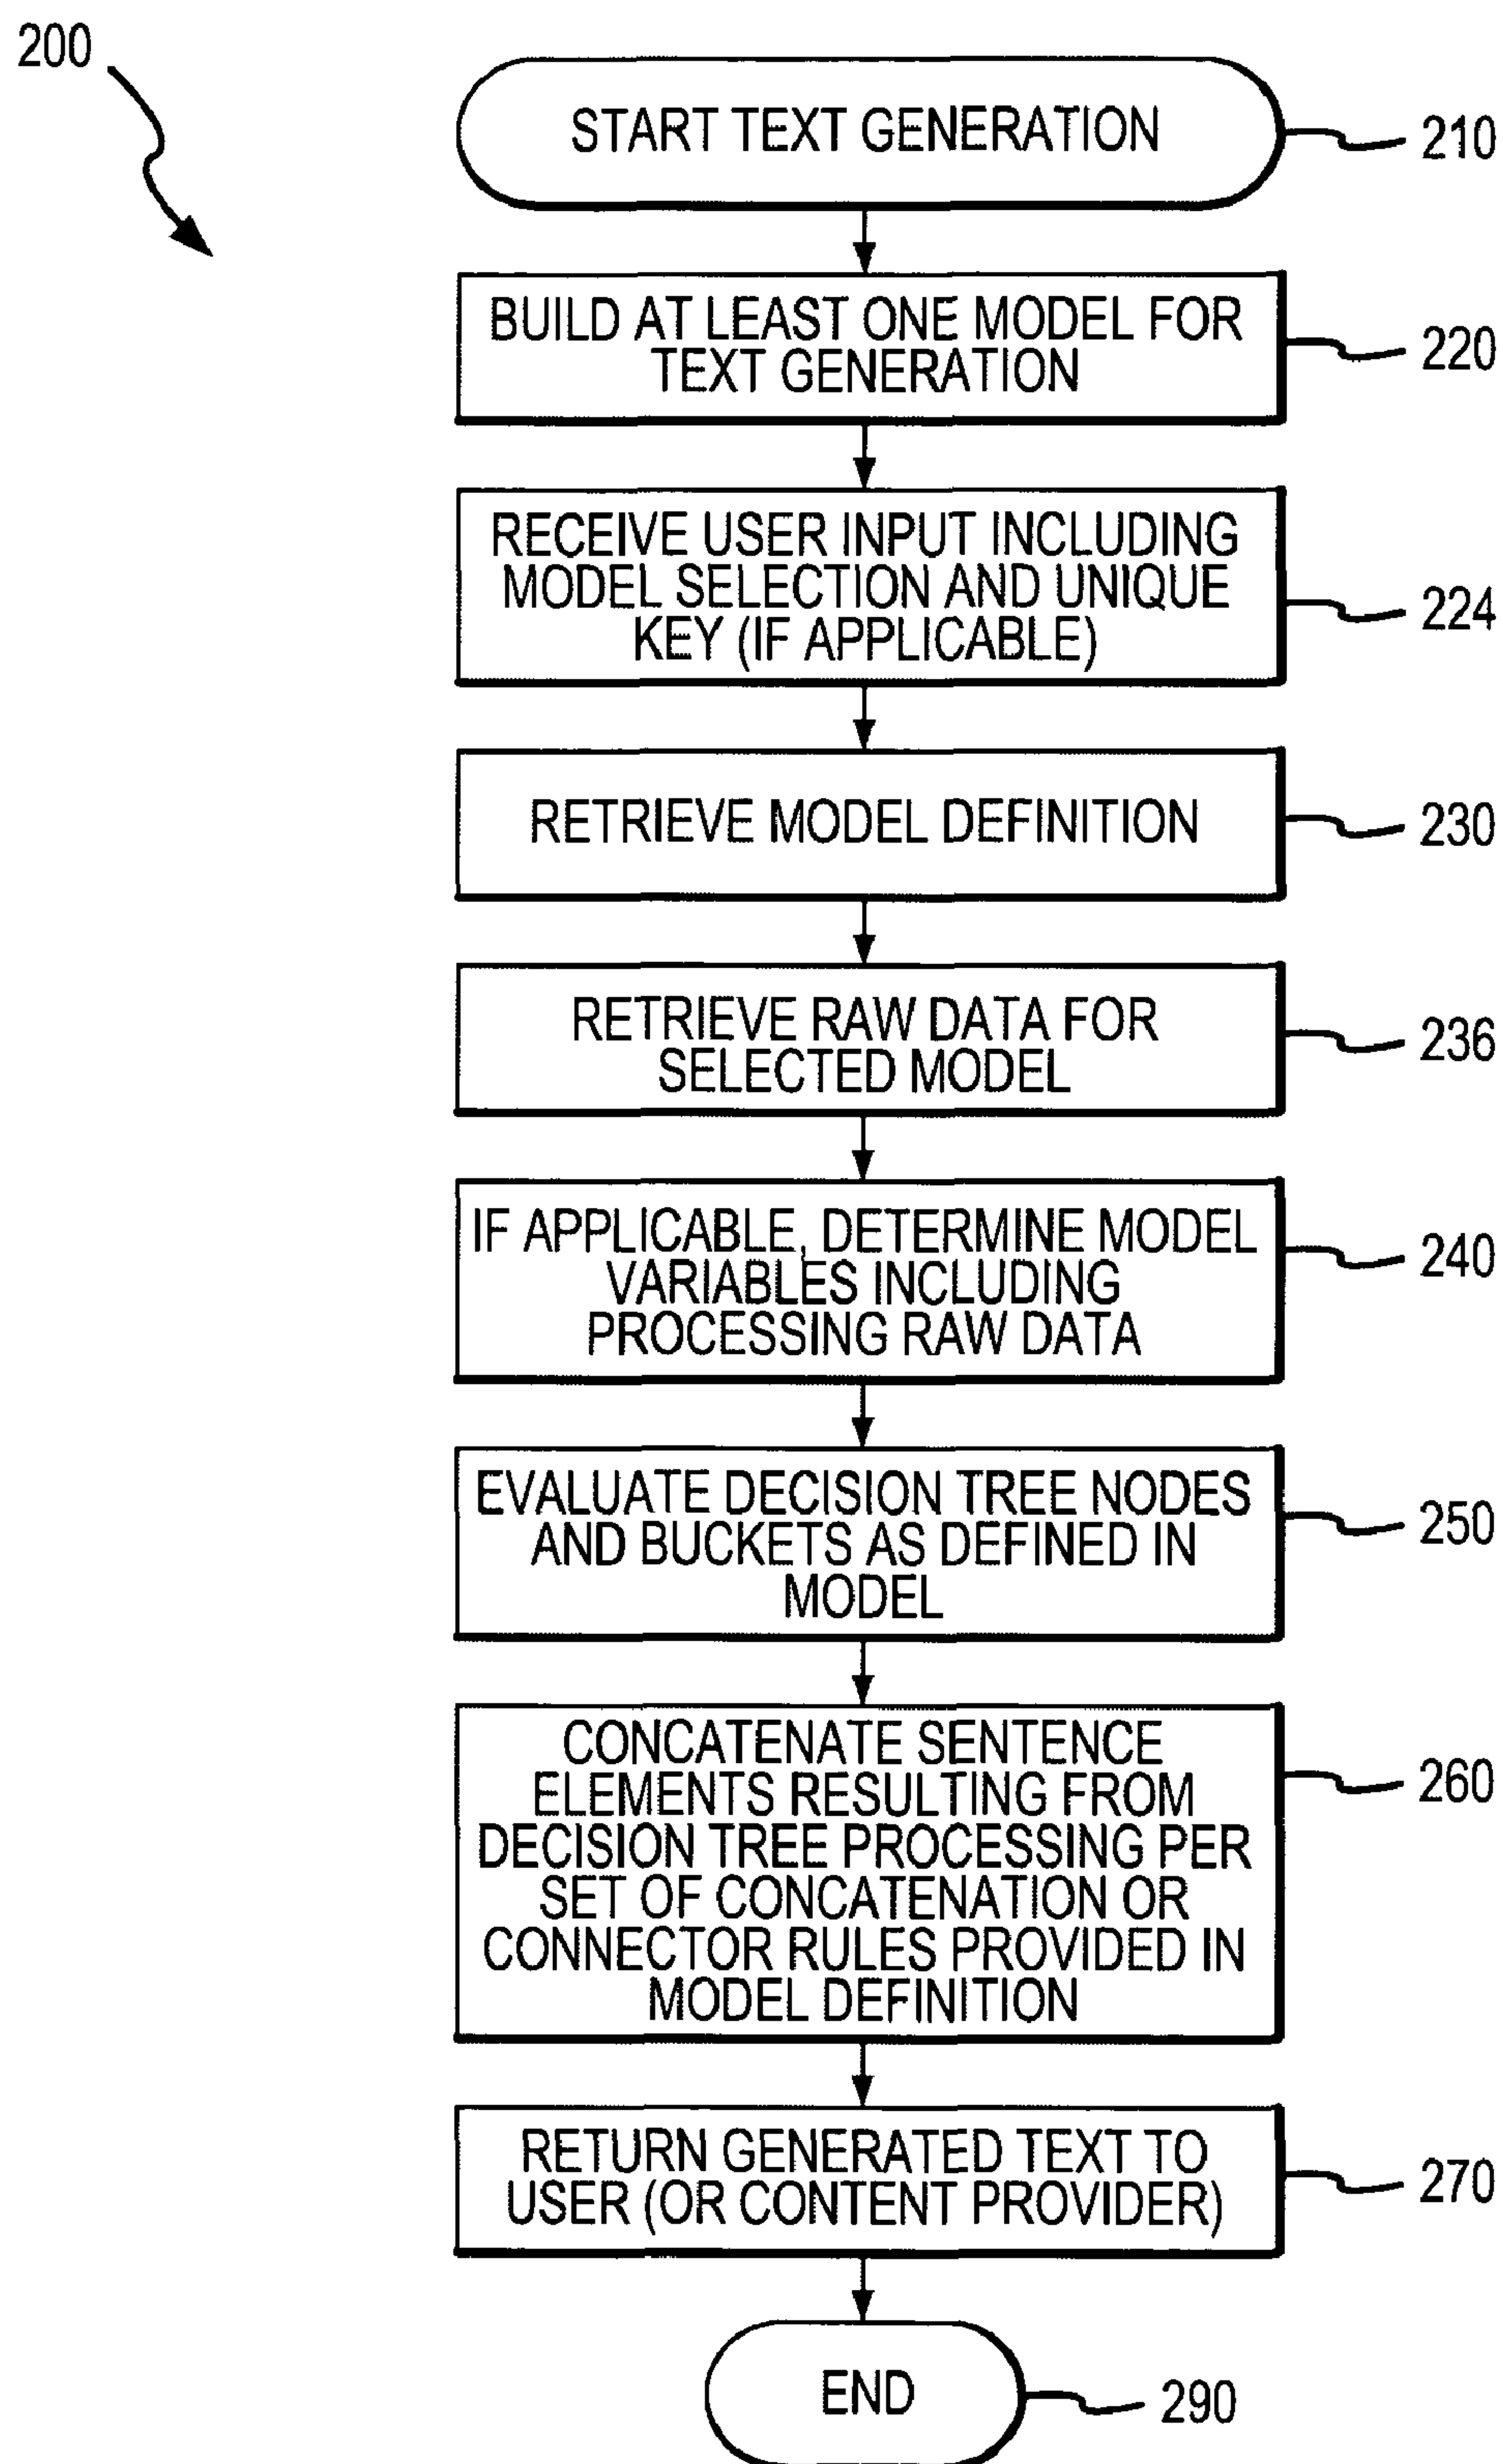 200
START TEXT GENERATION
210
BUILD AT LEAST ONE MODEL FOR
TEXT GENERATION
220
RECEIVE USER INPUT INCLUDING
MODEL SELECTION AND UNIQUE
KEY (IF APPLICABLE)
224
RETRIEVE MODEL DEFINITION
230
RETRIEVE RAW DATA FOR
SELECTED MODEL
236
IF APPLICABLE, DETERMINE MODEL
VARIABLES INCLUDING
PROCESSING RAW DATA
240
EVALUATE DECISION TREE NODES
AND BUCKETS AS DEFINED IN
MODEL
250
CONCATENATE SENTENCE
ELEMENTS RESULTING FROM
DECISION TREE PROCESSING PER
SET OF CONCATENATION OR
CONNECTOR RULES PROVIDED IN
MODEL DEFINITION
260
RETURN GENERATED TEXT TO
USER (OR CONTENT PROVIDER)
270
END
290